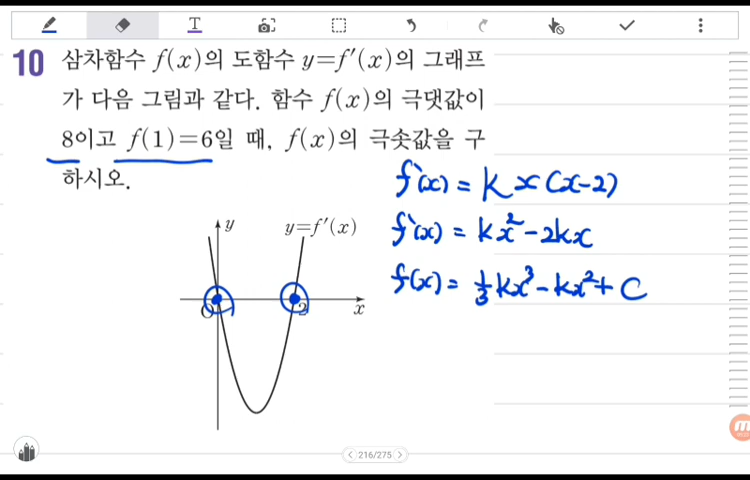 T
10 삼차함수 f(x)의 도함수 y=f'(x)의 그래프
가 다음 그림과 같다. 함수 f(x)의 극댓값이
8이고 f(1)=6일 때, f(x)의 극솟값을 구
하시오.
f'(x) = kx(x-2)
f'(x) = kx²-2kx
f(x) = ⅓kx³-kx²+C
y
y=f'(x)
O
2
x
216/275